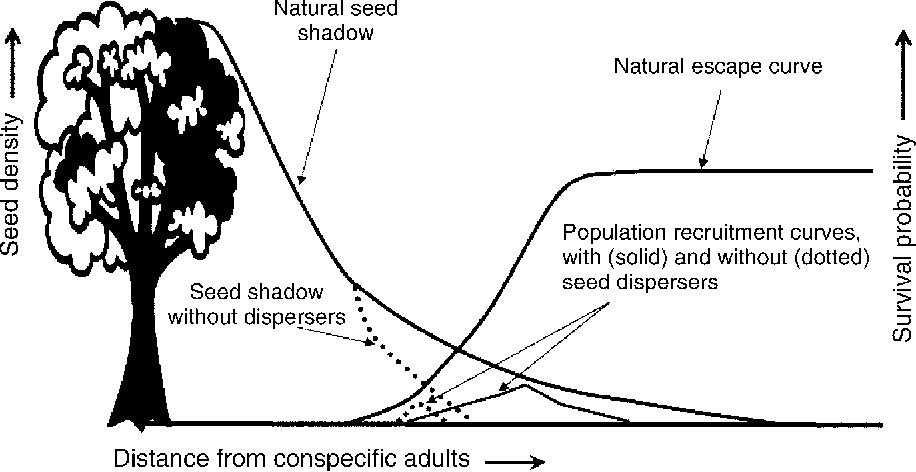 Natural seed
shadow
Natural escape curve
Seed density
Survival probability
Population recruitment curves,
with (solid) and without (dotted)
seed dispersers
Seed shadow
without dispersers
Distance from conspecific adults